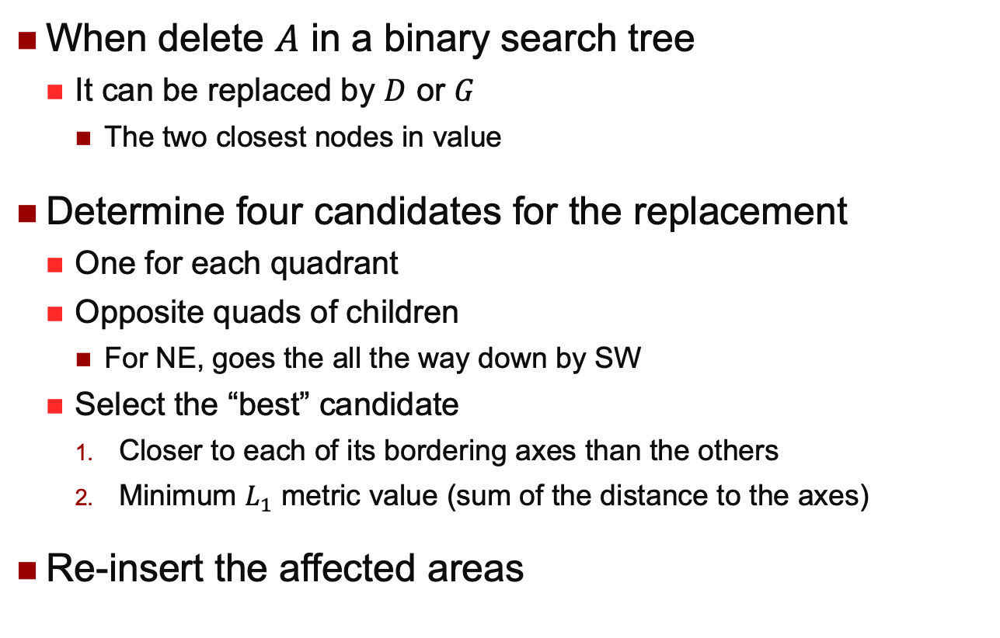 When delete A in a binary search tree
It can be replaced by D or G
The two closest nodes in value
Determine four candidates for the replacement
One for each quadrant
Opposite quads of children
For NE, goes the all the way down by SW
Select the “best” candidate
1. Closer to each of its bordering axes than the others
2. Minimum L₁ metric value (sum of the distance to the axes)
Re-insert the affected areas